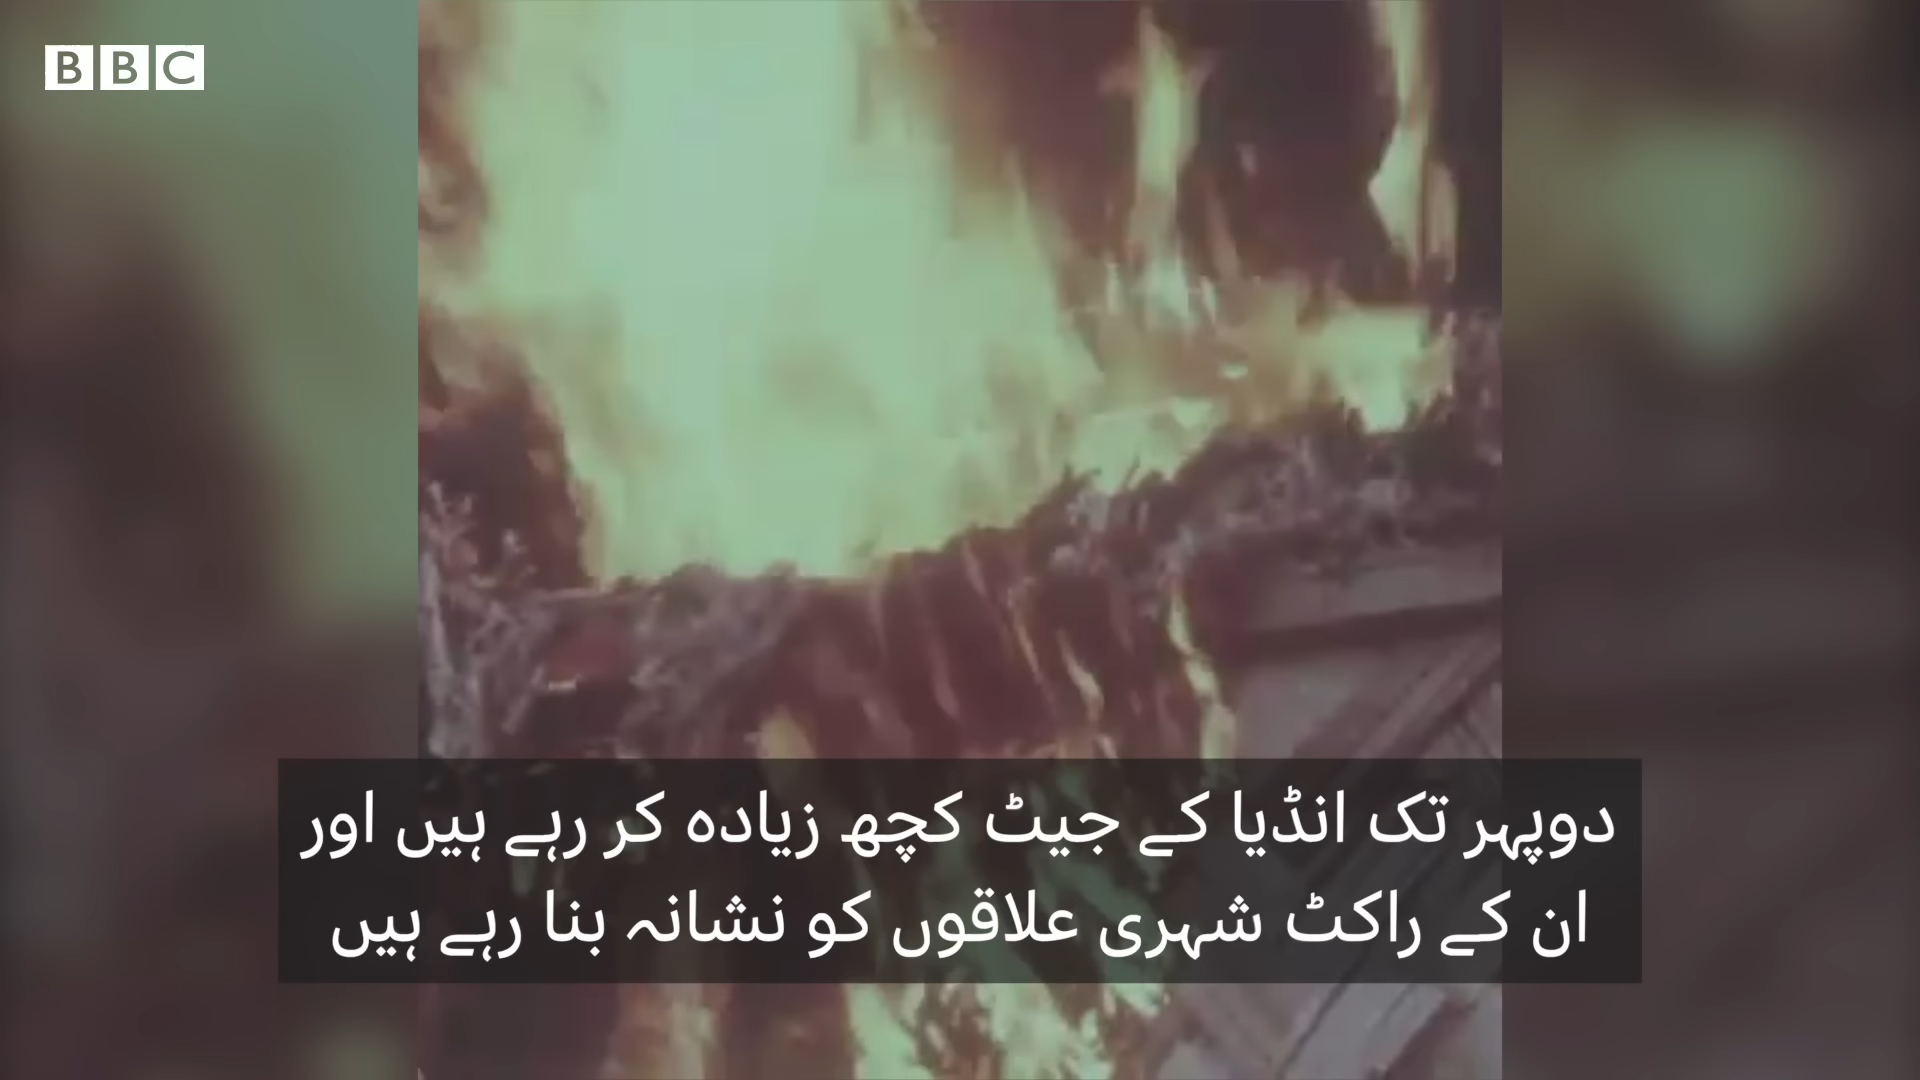 BBC
دوپہر تک انڈیا کے جیٹ کچھ زیادہ کر رہے ہیں اور
ان کے راکٹ شہری علاقوں کو نشانہ بنا رہے ہیں